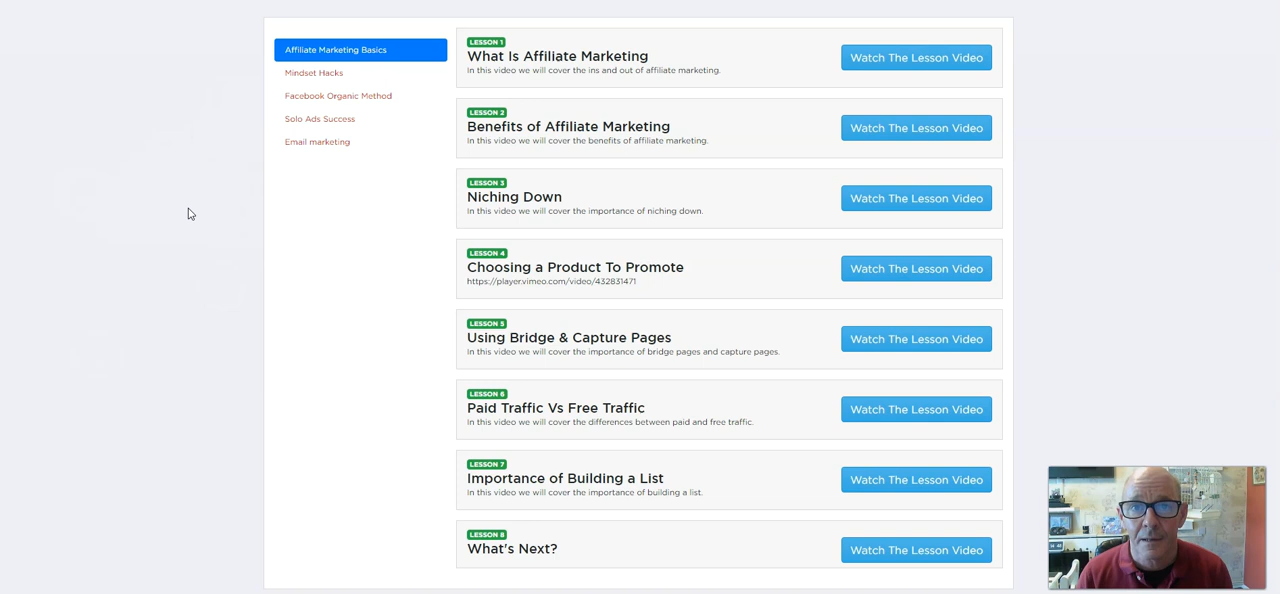 Affiliate Marketing Basics
Mindset Hacks
Facebook Organic Method
Solo Ads Success
Email marketing
LESSON 1
What Is Affiliate Marketing
In this video we will cover the ins and out of affiliate marketing.
Watch The Lesson Video
LESSON 2
Benefits of Affiliate Marketing
In this video we will cover the benefits of affiliate marketing.
Watch The Lesson Video
LESSON 3
Niching Down
In this video we will cover the importance of niching down.
Watch The Lesson Video
LESSON 4
Choosing a Product To Promote
https://player.vimeo.com/video/432831471
Watch The Lesson Video
LESSON 5
Using Bridge & Capture Pages
In this video we will cover the importance of bridge pages and capture pages.
Watch The Lesson Video
LESSON 6
Paid Traffic Vs Free Traffic
In this video we will cover the differences between paid and free traffic.
Watch The Lesson Video
LESSON 7
Importance of Building a List
In this video we will cover the importance of building a list.
Watch The Lesson Video
LESSON 8
What's Next?
Watch The Lesson Video